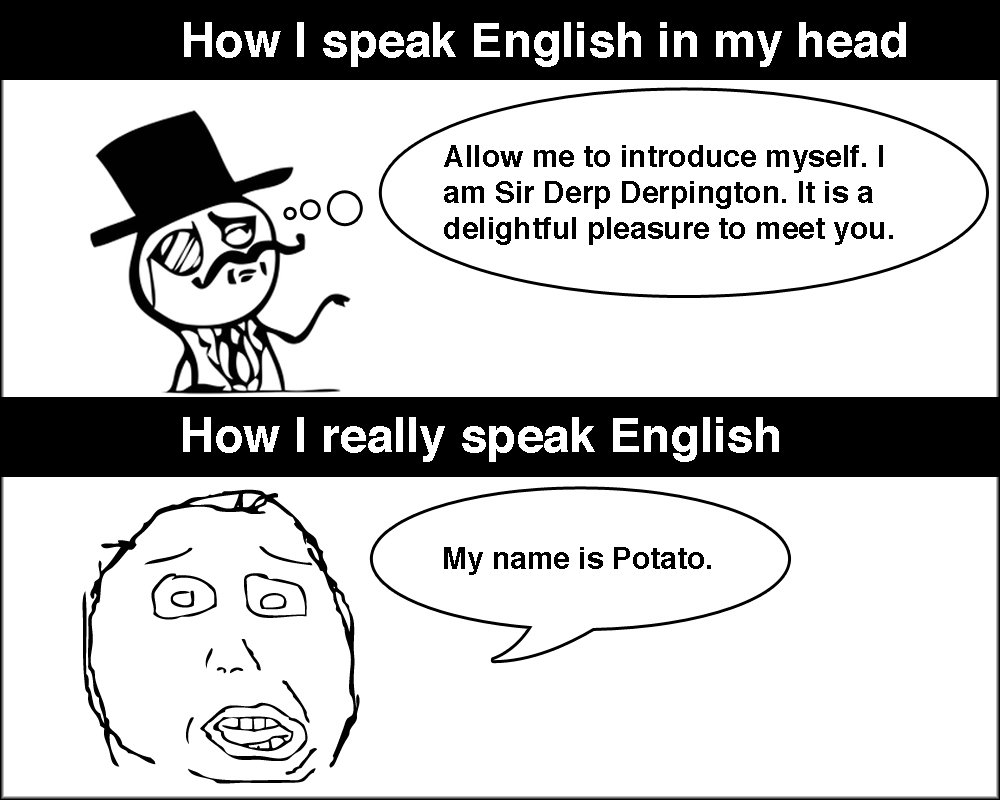 How I speak English in my head
Allow me to introduce myself. I
am Sir Derp Derpington. It is a
delightful pleasure to meet you.
How I really speak English
My name is Potato.